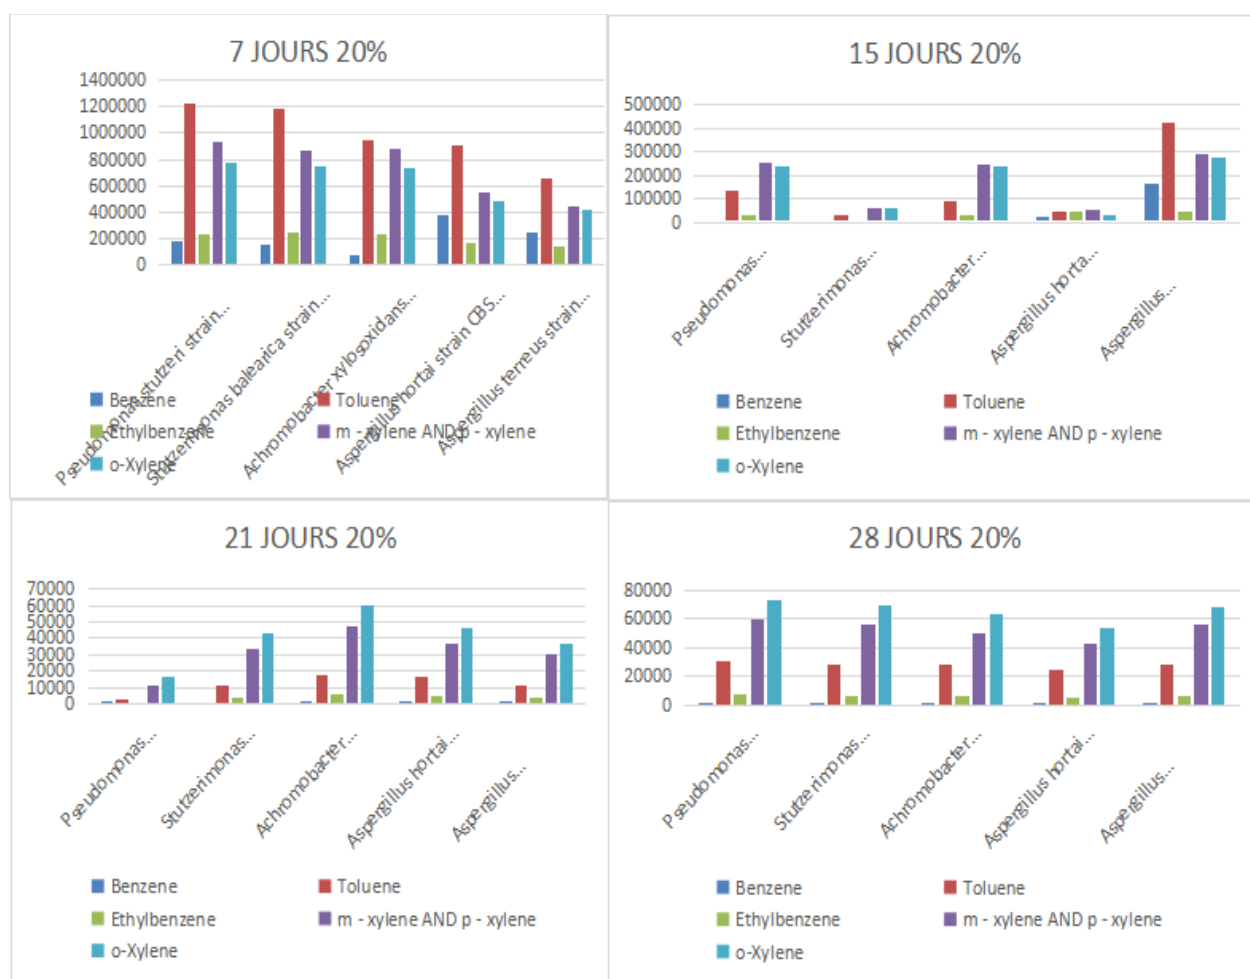 7 JOURS 20%
1400000
1200000
1000000
800000
600000
400000
200000
0
Pseudomonas stutzeri strain...
Stutzerimonas balearica strain...
Achromobacter xylosoxidans...
Aspergillus hortai strain CBS...
Aspergillus terreus strain...
Benzene
Toluene
Ethylbenzene
m - xylene AND p - xylene
o-Xylene
15 JOURS 20%
500000
400000
300000
200000
100000
0
Pseudomonas...
Stutzerimonas...
Achromobacter...
Aspergillus horta...
Aspergillus...
Benzene
Toluene
Ethylbenzene
m - xylene AND p - xylene
o-Xylene
21 JOURS 20%
70000
60000
50000
40000
30000
20000
10000
0
Pseudomonas...
Stutzerimonas...
Achromobacter...
Aspergillus hortai...
Aspergillus...
Benzene
Toluene
Ethylbenzene
m - xylene AND p - xylene
o-Xylene
28 JOURS 20%
80000
60000
40000
20000
0
Pseudomonas...
Stutzerimonas...
Achromobacter...
Aspergillus hortai...
Aspergillus...
Benzene
Toluene
Ethylbenzene
m - xylene AND p - xylene
o-Xylene